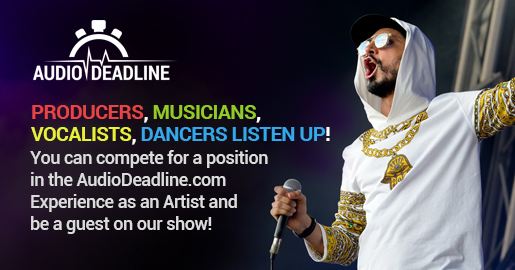 AUDIO DEADLINE
PRODUCERS, MUSICIANS,
VOCALISTS, DANCERS LISTEN UP!
You can compete for a position
in the AudioDeadline.com
Experience as an Artist and
be a guest on our show!